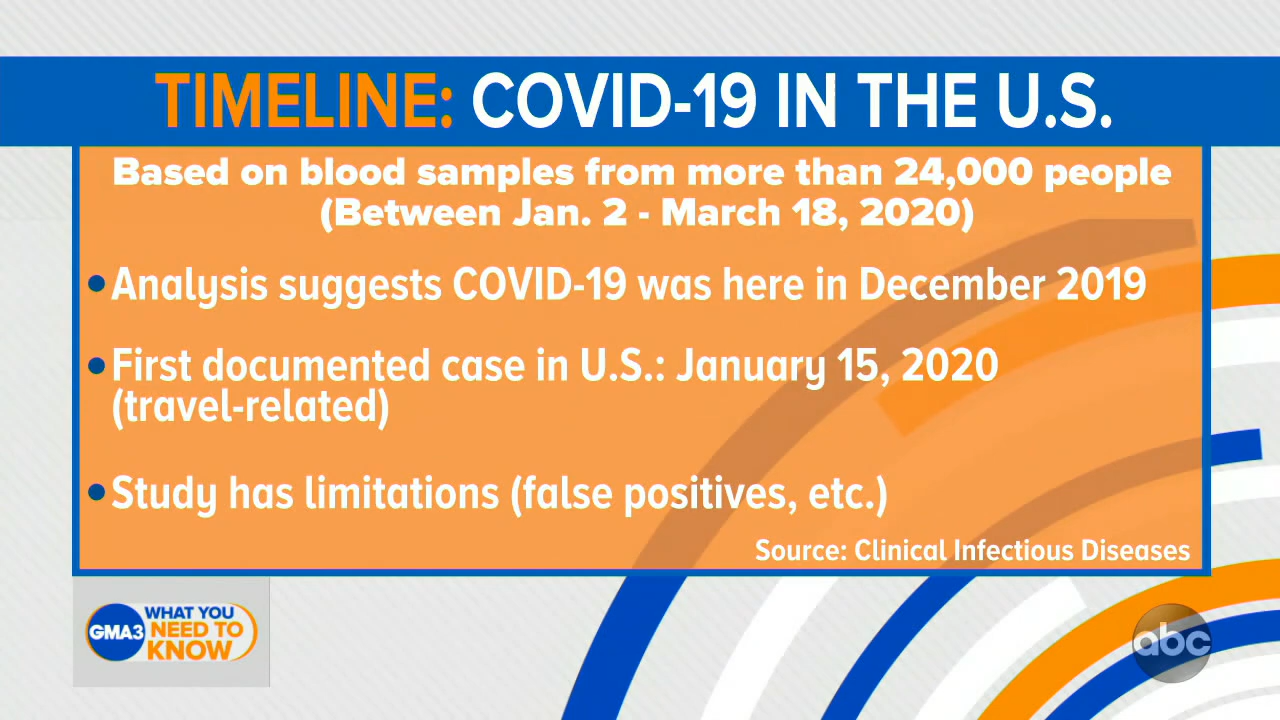 TIMELINE: COVID-19 IN THE U.S.
Based on blood samples from more than 24,000 people
(Between Jan. 2 - March 18, 2020)
• Analysis suggests COVID-19 was here in December 2019
• First documented case in U.S.: January 15, 2020
(travel-related)
• Study has limitations (false positives, etc.)
Source: Clinical Infectious Diseases
GMA3
WHAT YOU
NEED TO
KNOW
abc